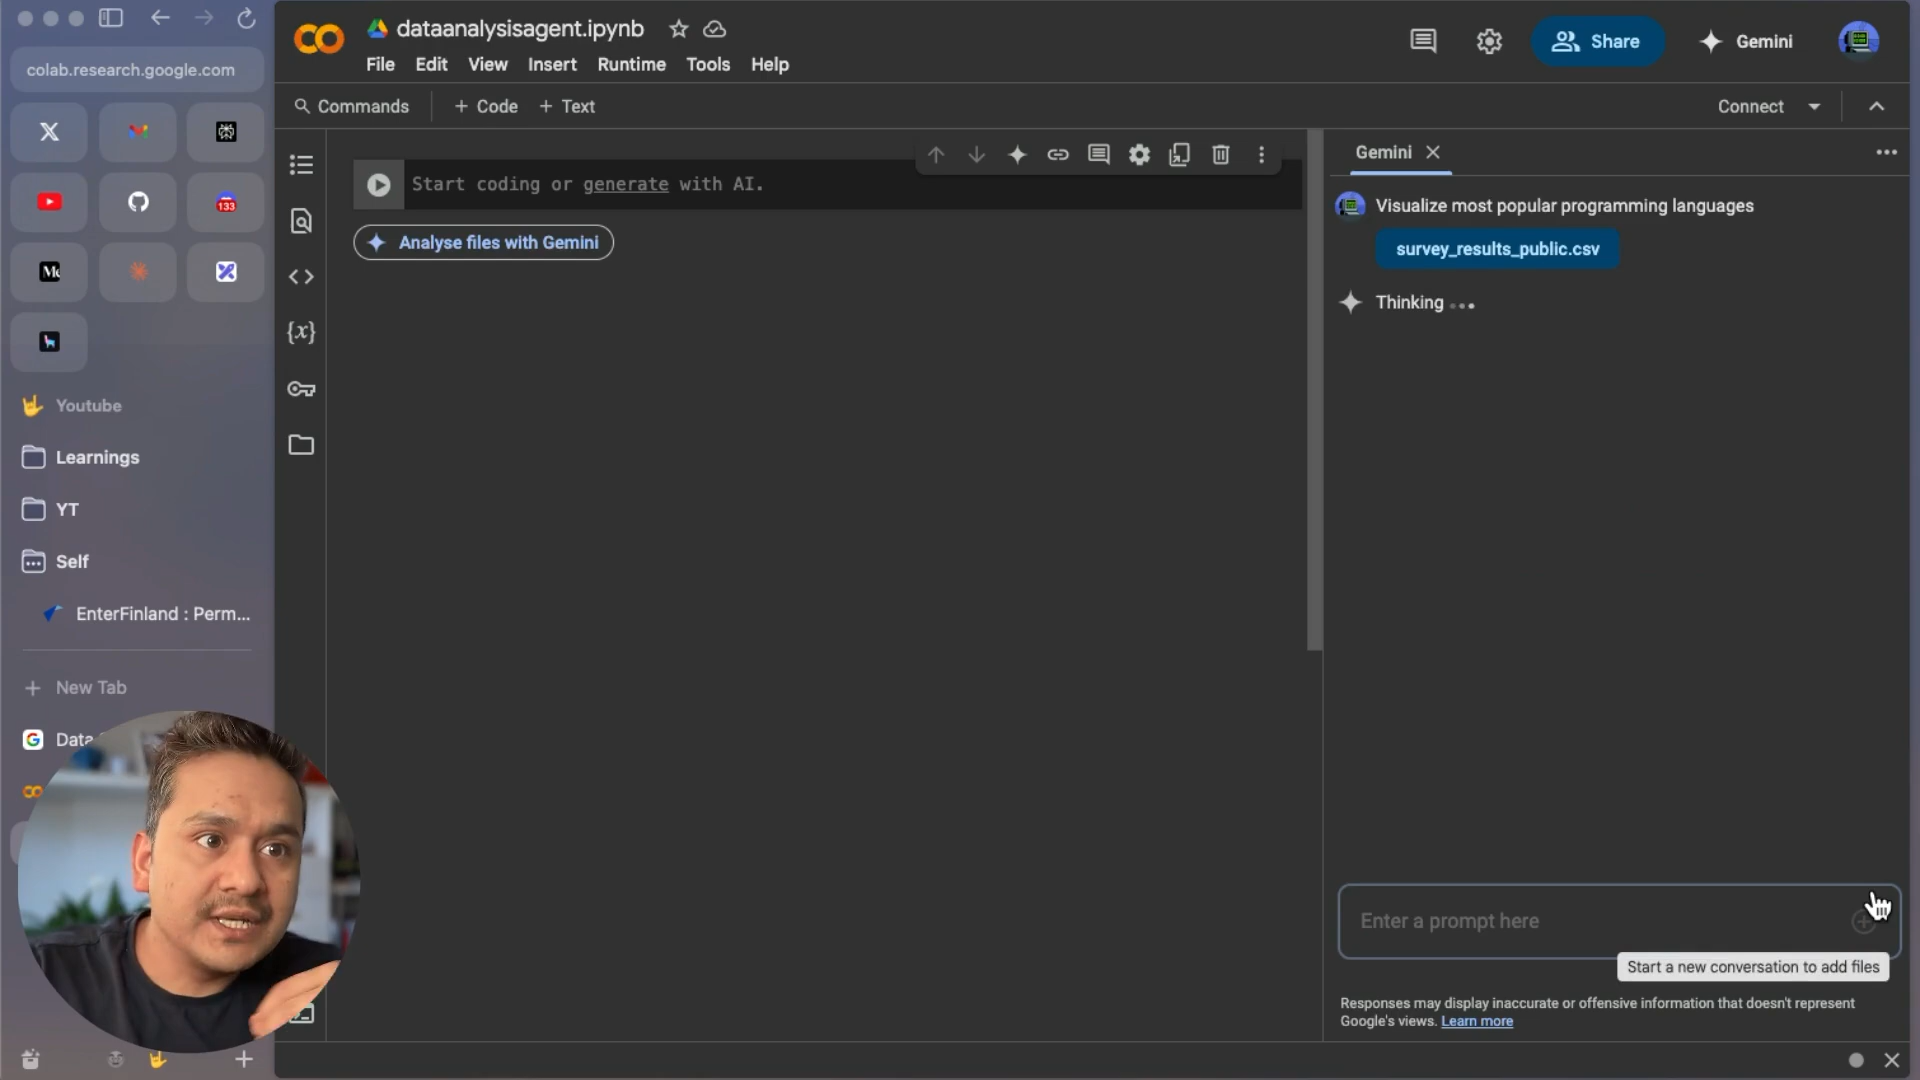 colab.research.google.com
133
Youtube
Learnings
YT
Self
EnterFinland : Perm...
New Tab
Data
dataanalysisagent.ipynb
File Edit View Insert Runtime Tools Help
Share
Gemini
Commands
+ Code + Text
Connect
Start coding or generate with AI.
Analyse files with Gemini
{x}
Gemini
Visualize most popular programming languages
survey_results_public.csv
Thinking ...
Enter a prompt here
Start a new conversation to add files
Responses may display inaccurate or offensive information that doesn't represent
Google's views. Learn more